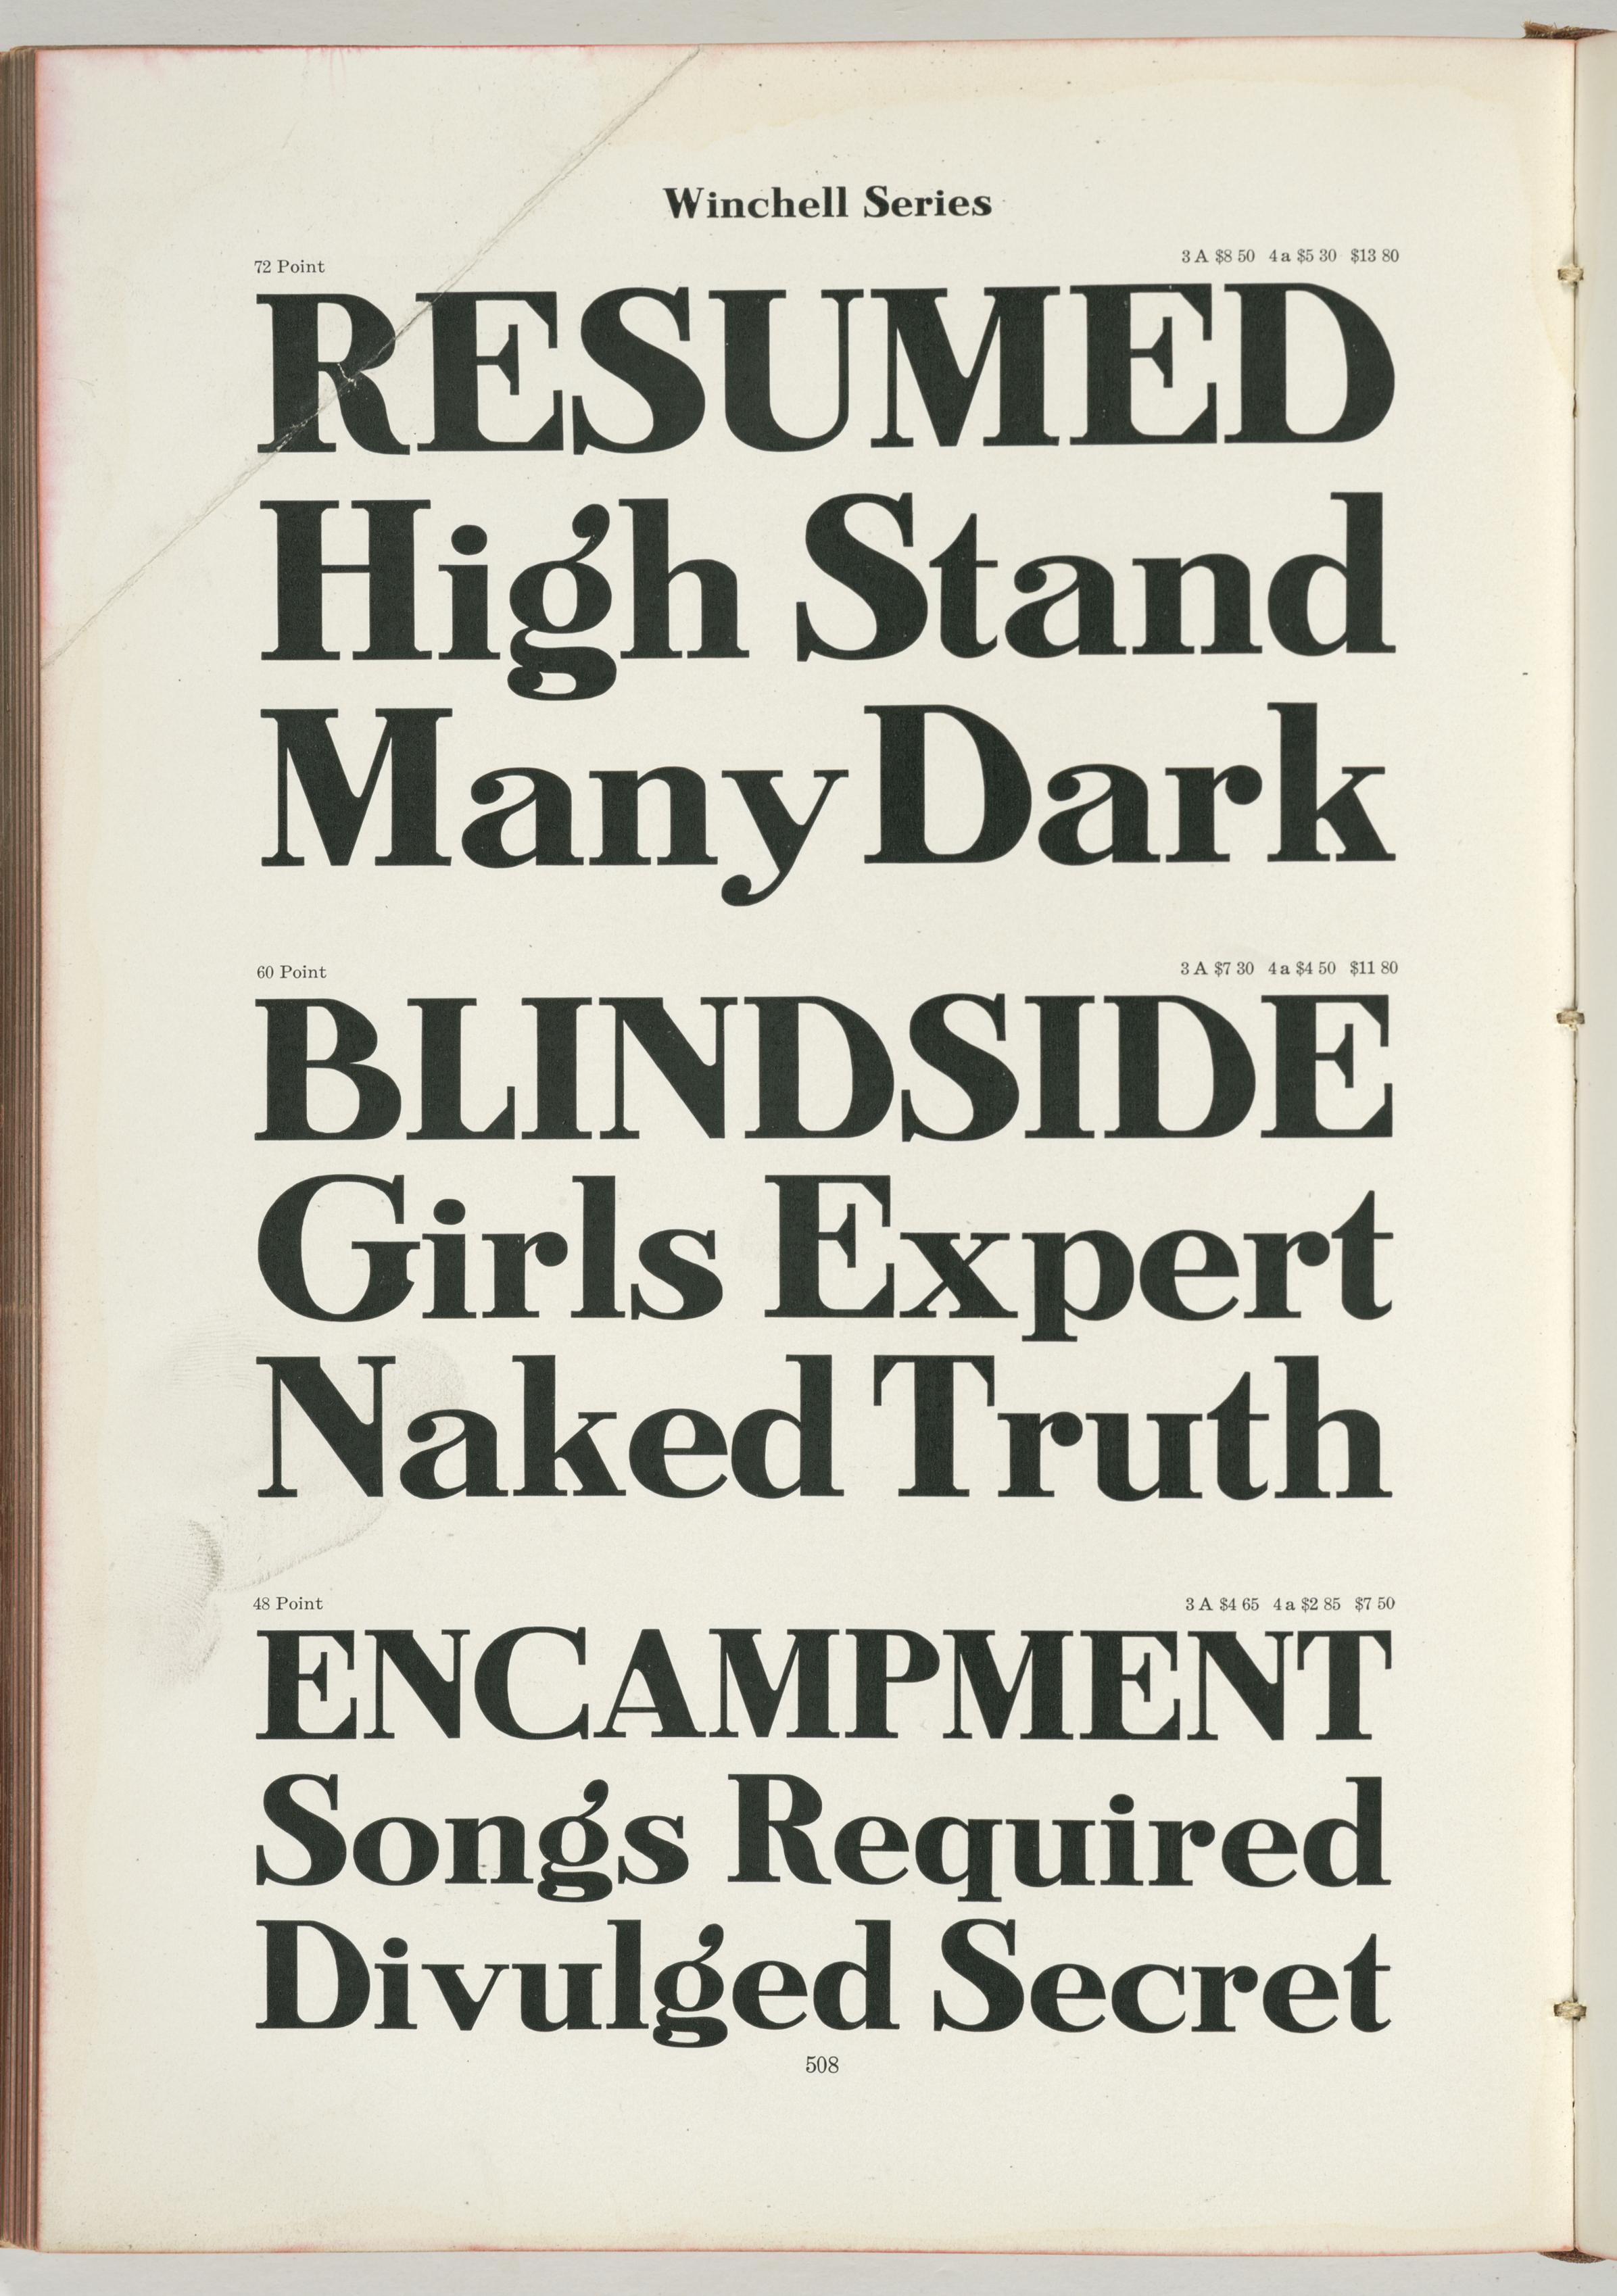 Winchell Series
72 Point 3 A $8 50 4 a $5 30 $13 80
RESUMED
High Stand
Many Dark
60 Point 3 A $7 30 4 a $4 50 $11 80
BLINDSIDE
Girls Expert
Naked Truth
48 Point 3 A $4 65 4 a $2 85 $7 50
ENCAMPMENT
Songs Required
Divulged Secret
508